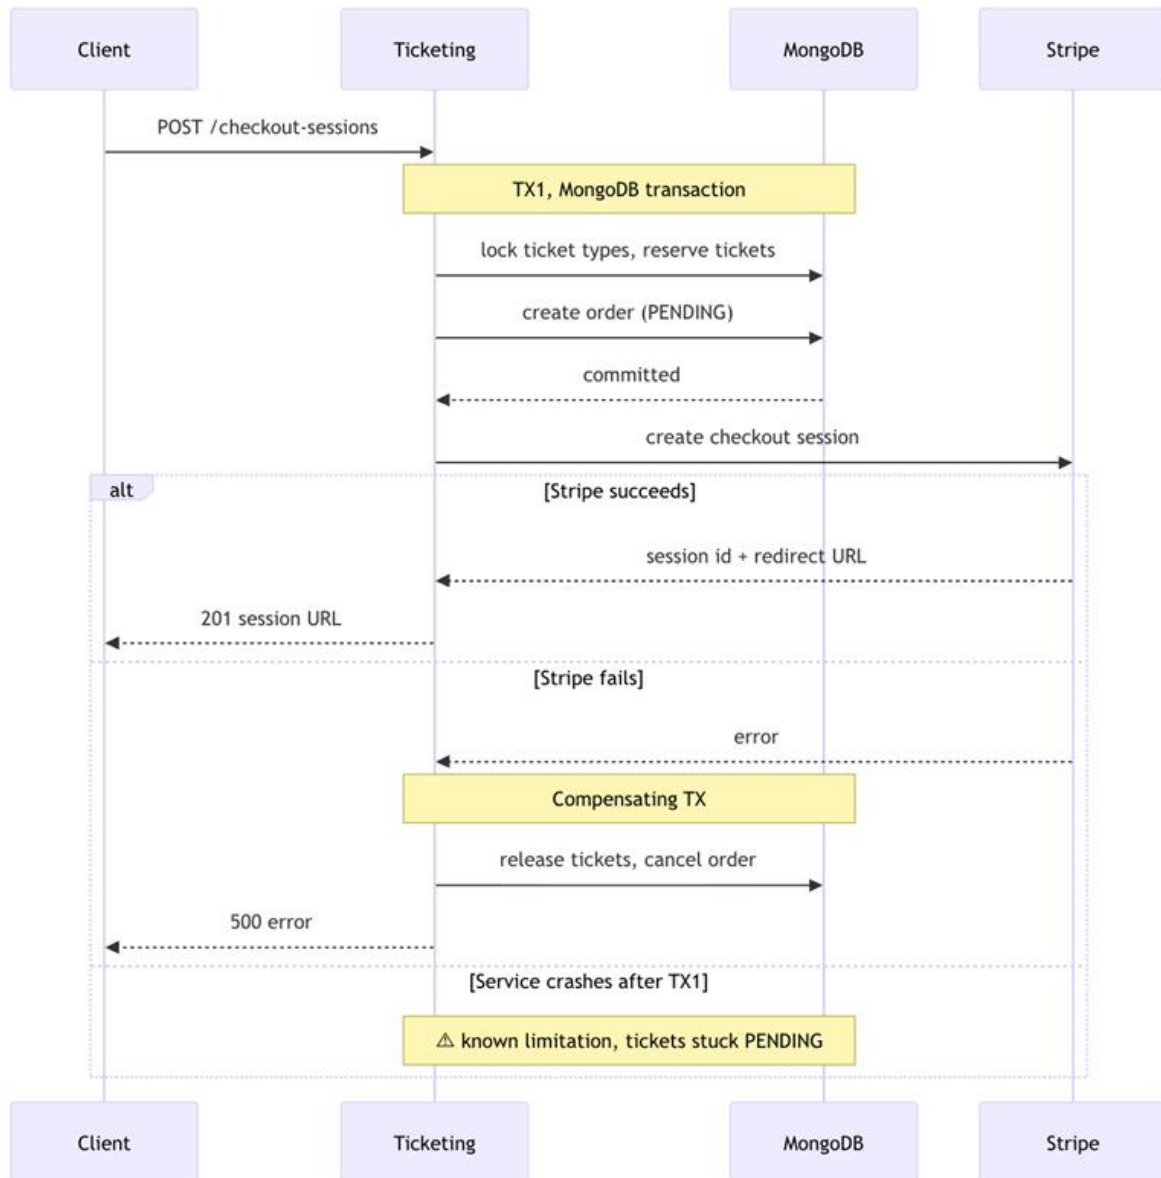 Client
Ticketing
MongoDB
Stripe
POST /checkout-sessions
TX1, MongoDB transaction
lock ticket types, reserve tickets
create order (PENDING)
committed
create checkout session
alt
[Stripe succeeds]
session id + redirect URL
201 session URL
[Stripe fails]
error
Compensating TX
release tickets, cancel order
500 error
[Service crashes after TX1]
⚠ known limitation, tickets stuck PENDING
Client
Ticketing
MongoDB
Stripe